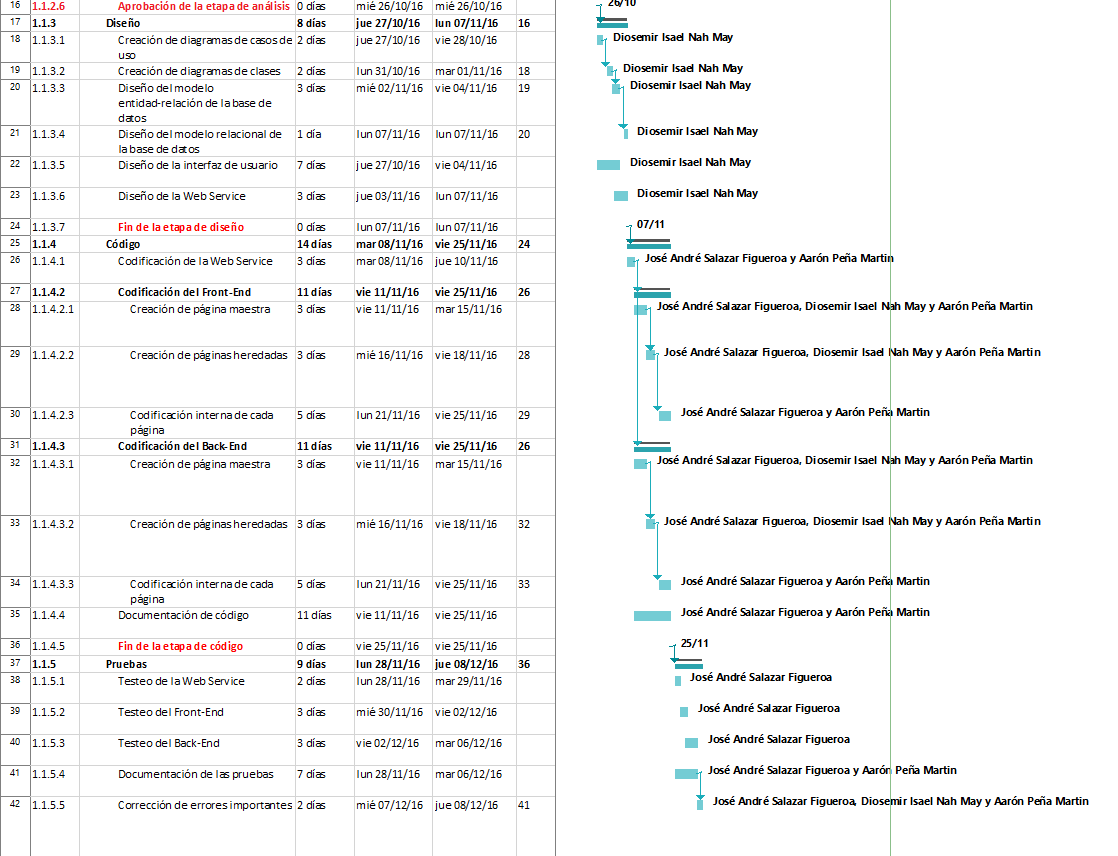 16 1.1.2.6 Aprobación de la etapa de análisis 0 días mié 26/10/16 mié 26/10/16 26/10
17 1.1.3 Diseño 8 días jue 27/10/16 lun 07/11/16 16
18 1.1.3.1 Creación de diagramas de casos de 2 días jue 27/10/16 vie 28/10/16 Diosemir Isael Nah May
uso
19 1.1.3.2 Creación de diagramas de clases 2 días lun 31/10/16 mar 01/11/16 18 Diosemir Isael Nah May
20 1.1.3.3 Diseño del modelo 3 días mié 02/11/16 vie 04/11/16 19 Diosemir Isael Nah May
entidad-relación de la base de
datos
21 1.1.3.4 Diseño del modelo relacional de 1 día lun 07/11/16 lun 07/11/16 20 Diosemir Isael Nah May
la base de datos
22 1.1.3.5 Diseño de la interfaz de usuario 7 días jue 27/10/16 vie 04/11/16 Diosemir Isael Nah May
23 1.1.3.6 Diseño de la Web Service 3 días jue 03/11/16 lun 07/11/16 Diosemir Isael Nah May
24 1.1.3.7 Fin de la etapa de diseño 0 días lun 07/11/16 lun 07/11/16 07/11
25 1.1.4 Código 14 días mar 08/11/16 vie 25/11/16 24
26 1.1.4.1 Codificación de la Web Service 3 días mar 08/11/16 jue 10/11/16 José André Salazar Figueroa y Aarón Peña Martin
27 1.1.4.2 Codificación del Front-End 11 días vie 11/11/16 vie 25/11/16 26
28 1.1.4.2.1 Creación de página maestra 3 días vie 11/11/16 mar 15/11/16 José André Salazar Figueroa, Diosemir Isael Nah May y Aarón Peña Martin
29 1.1.4.2.2 Creación de páginas heredadas 3 días mié 16/11/16 vie 18/11/16 28 José André Salazar Figueroa, Diosemir Isael Nah May y Aarón Peña Martin
30 1.1.4.2.3 Codificación interna de cada 5 días lun 21/11/16 vie 25/11/16 29 José André Salazar Figueroa y Aarón Peña Martin
página
31 1.1.4.3 Codificación del Back-End 11 días vie 11/11/16 vie 25/11/16 26
32 1.1.4.3.1 Creación de página maestra 3 días vie 11/11/16 mar 15/11/16 José André Salazar Figueroa, Diosemir Isael Nah May y Aarón Peña Martin
33 1.1.4.3.2 Creación de páginas heredadas 3 días mié 16/11/16 vie 18/11/16 32 José André Salazar Figueroa, Diosemir Isael Nah May y Aarón Peña Martin
34 1.1.4.3.3 Codificación interna de cada 5 días lun 21/11/16 vie 25/11/16 33 José André Salazar Figueroa y Aarón Peña Martin
página
35 1.1.4.4 Documentación de código 11 días vie 11/11/16 vie 25/11/16 José André Salazar Figueroa y Aarón Peña Martin
36 1.1.4.5 Fin de la etapa de código 0 días vie 25/11/16 vie 25/11/16 25/11
37 1.1.5 Pruebas 9 días lun 28/11/16 jue 08/12/16 36
38 1.1.5.1 Testeo de la Web Service 2 días lun 28/11/16 mar 29/11/16 José André Salazar Figueroa
39 1.1.5.2 Testeo del Front-End 3 días mié 30/11/16 vie 02/12/16 José André Salazar Figueroa
40 1.1.5.3 Testeo del Back-End 3 días vie 02/12/16 mar 06/12/16 José André Salazar Figueroa
41 1.1.5.4 Documentación de las pruebas 7 días lun 28/11/16 mar 06/12/16 José André Salazar Figueroa y Aarón Peña Martin
42 1.1.5.5 Corrección de errores importantes 2 días mié 07/12/16 jue 08/12/16 41 José André Salazar Figueroa, Diosemir Isael Nah May y Aarón Peña Martin